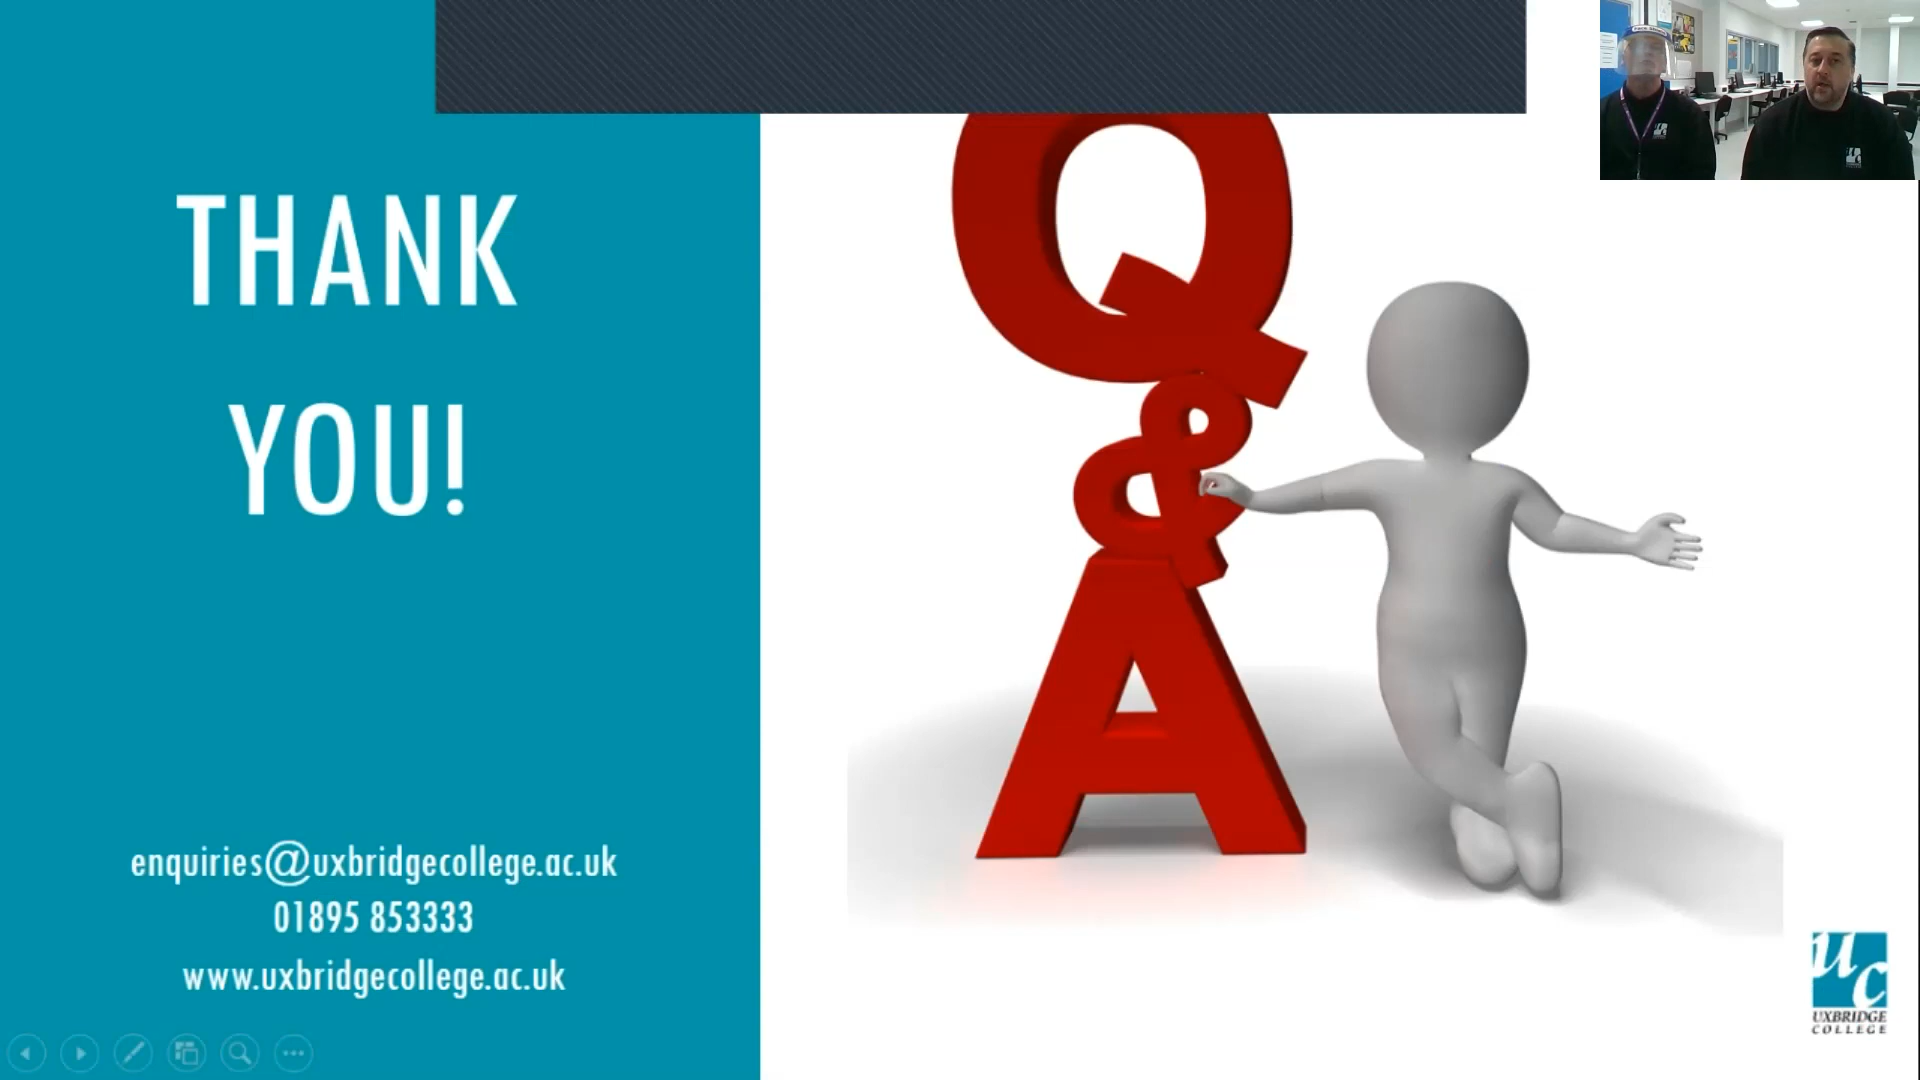 THANK
YOU!
Q
&
A
enquiries@uxbridgecollege.ac.uk
01895 853333
www.uxbridgecollege.ac.uk
uc
UXBRIDGE
COLLEGE